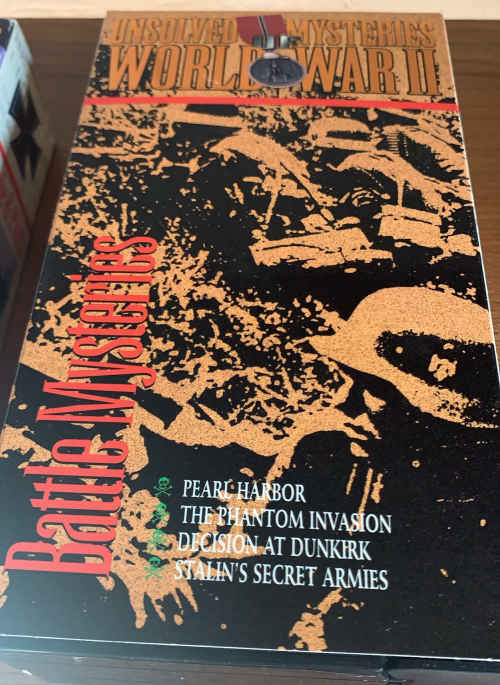 UNSOLVED MYSTERIES
WORLD WAR II
Battle Mysteries
PEARL HARBOR
THE PHANTOM INVASION
DECISION AT DUNKIRK
STALIN'S SECRET ARMIES